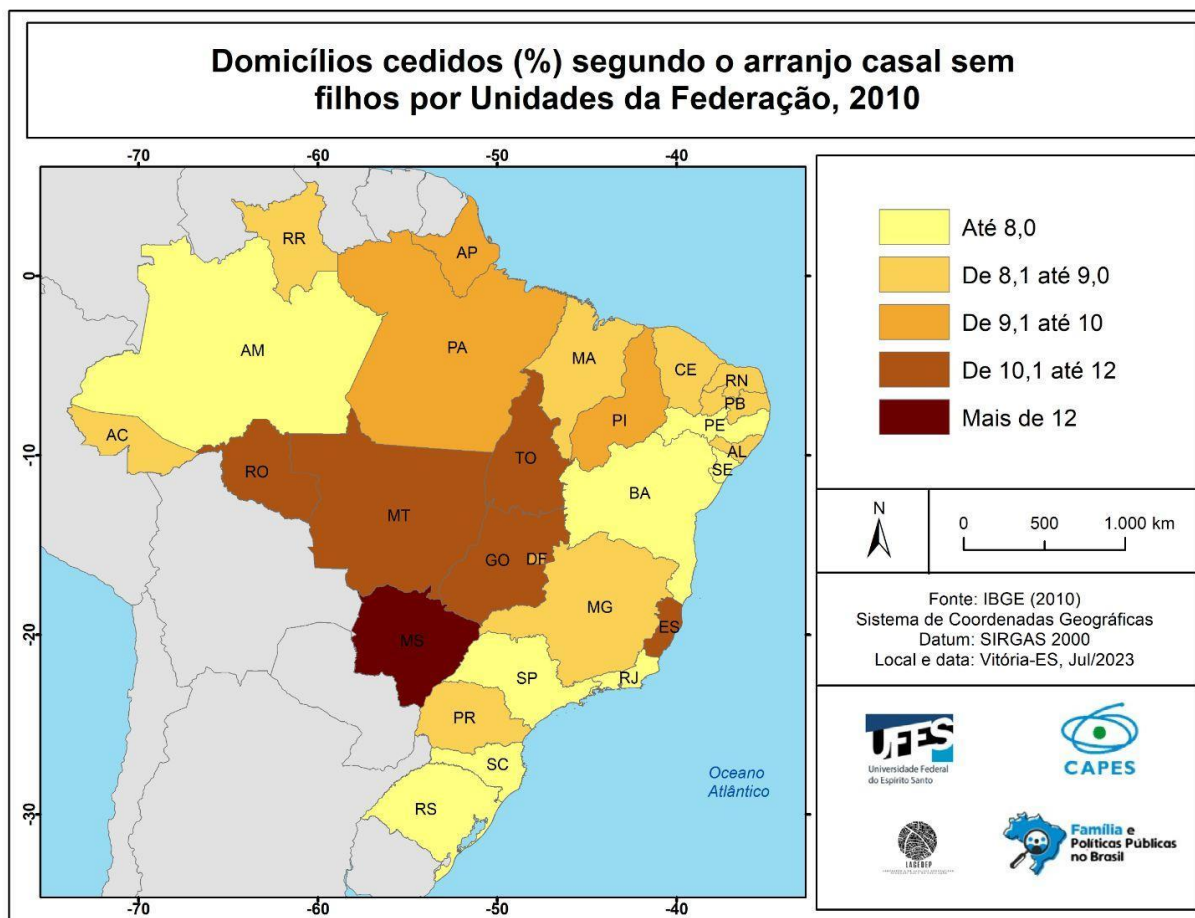 Domicílios cedidos (%) segundo o arranjo casal sem
filhos por Unidades da Federação, 2010
-70
-60
-50
-40
0
-10
-20
-30
RR
AP
AM
PA
MA
CE
RN
PB
PE
PI
AL
SE
AC
RO
TO
BA
MT
GO
DF
MG
ES
MS
SP
RJ
PR
SC
RS
Oceano
Atlântico
-70
-60
-50
-40
Até 8,0
De 8,1 até 9,0
De 9,1 até 10
De 10,1 até 12
Mais de 12
N
0 500 1.000 km
Fonte: IBGE (2010)
Sistema de Coordenadas Geográficas
Datum: SIRGAS 2000
Local e data: Vitória-ES, Jul/2023
UFES
Universidade Federal
do Espírito Santo
CAPES
LAGEDEP
Família e
Políticas Públicas
no Brasil